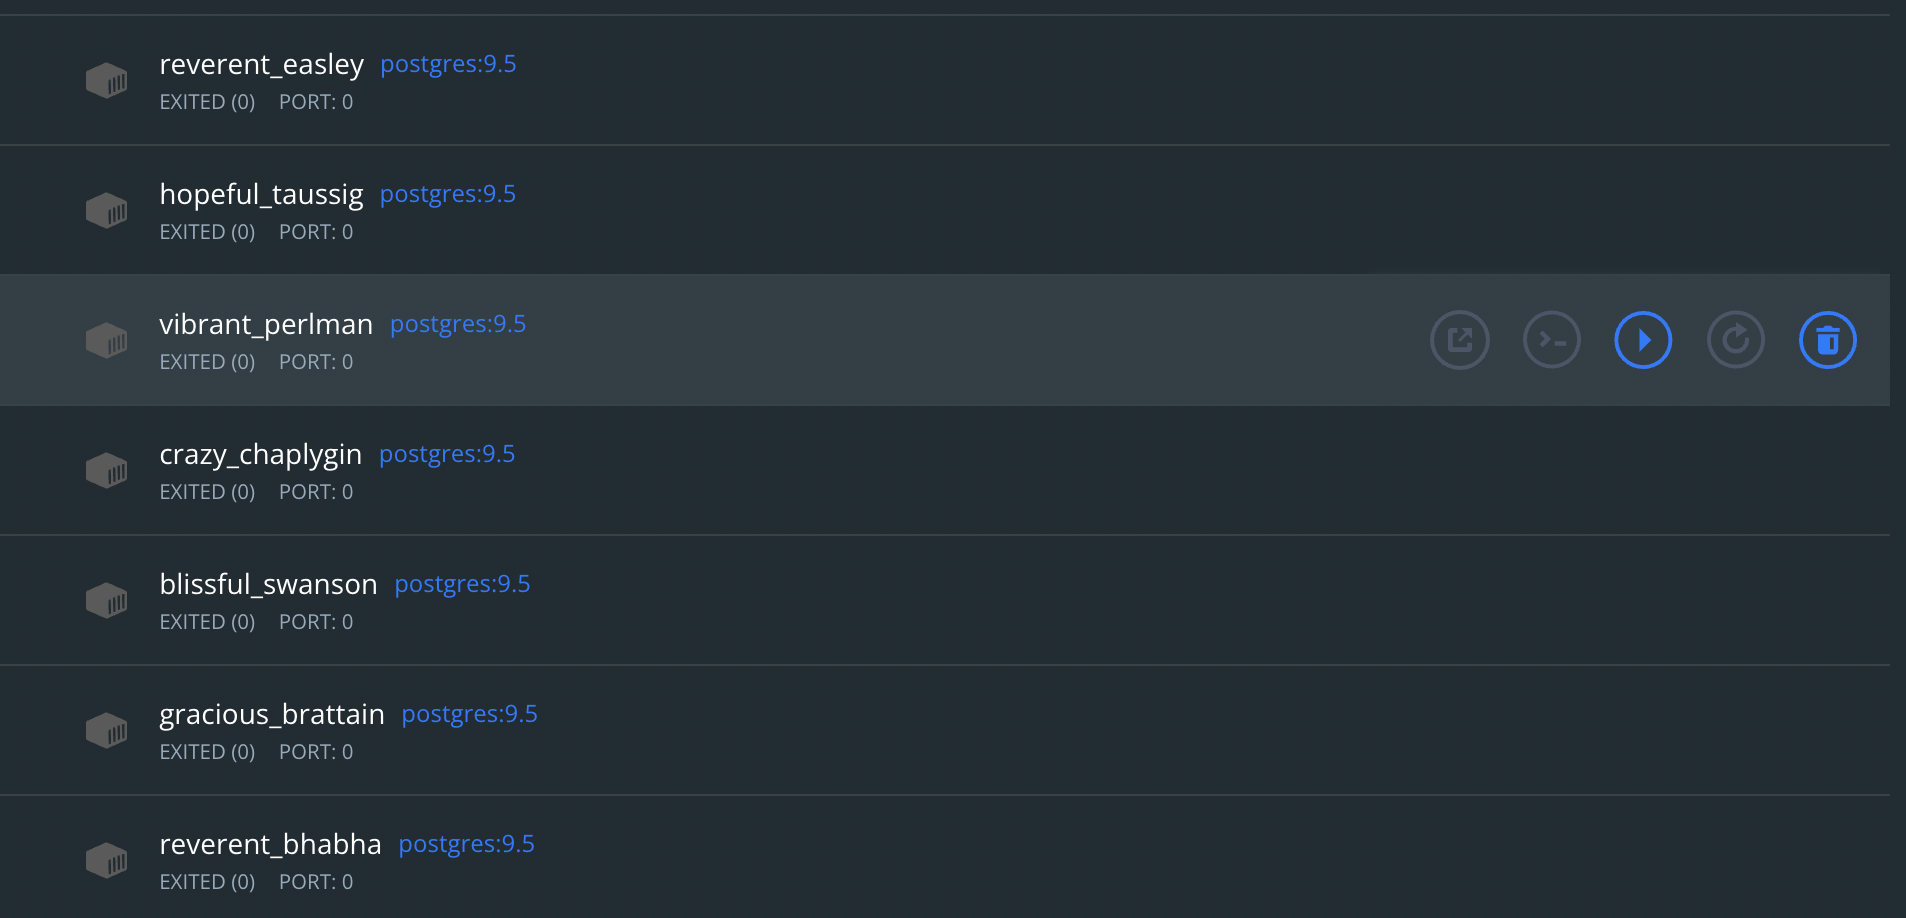 reverent_easley postgres:9.5
EXITED (0) PORT: 0
hopeful_taussig postgres:9.5
EXITED (0) PORT: 0
vibrant_perlman postgres:9.5
EXITED (0) PORT: 0
crazy_chaplygin postgres:9.5
EXITED (0) PORT: 0
blissful_swanson postgres:9.5
EXITED (0) PORT: 0
gracious_brattain postgres:9.5
EXITED (0) PORT: 0
reverent_bhabha postgres:9.5
EXITED (0) PORT: 0